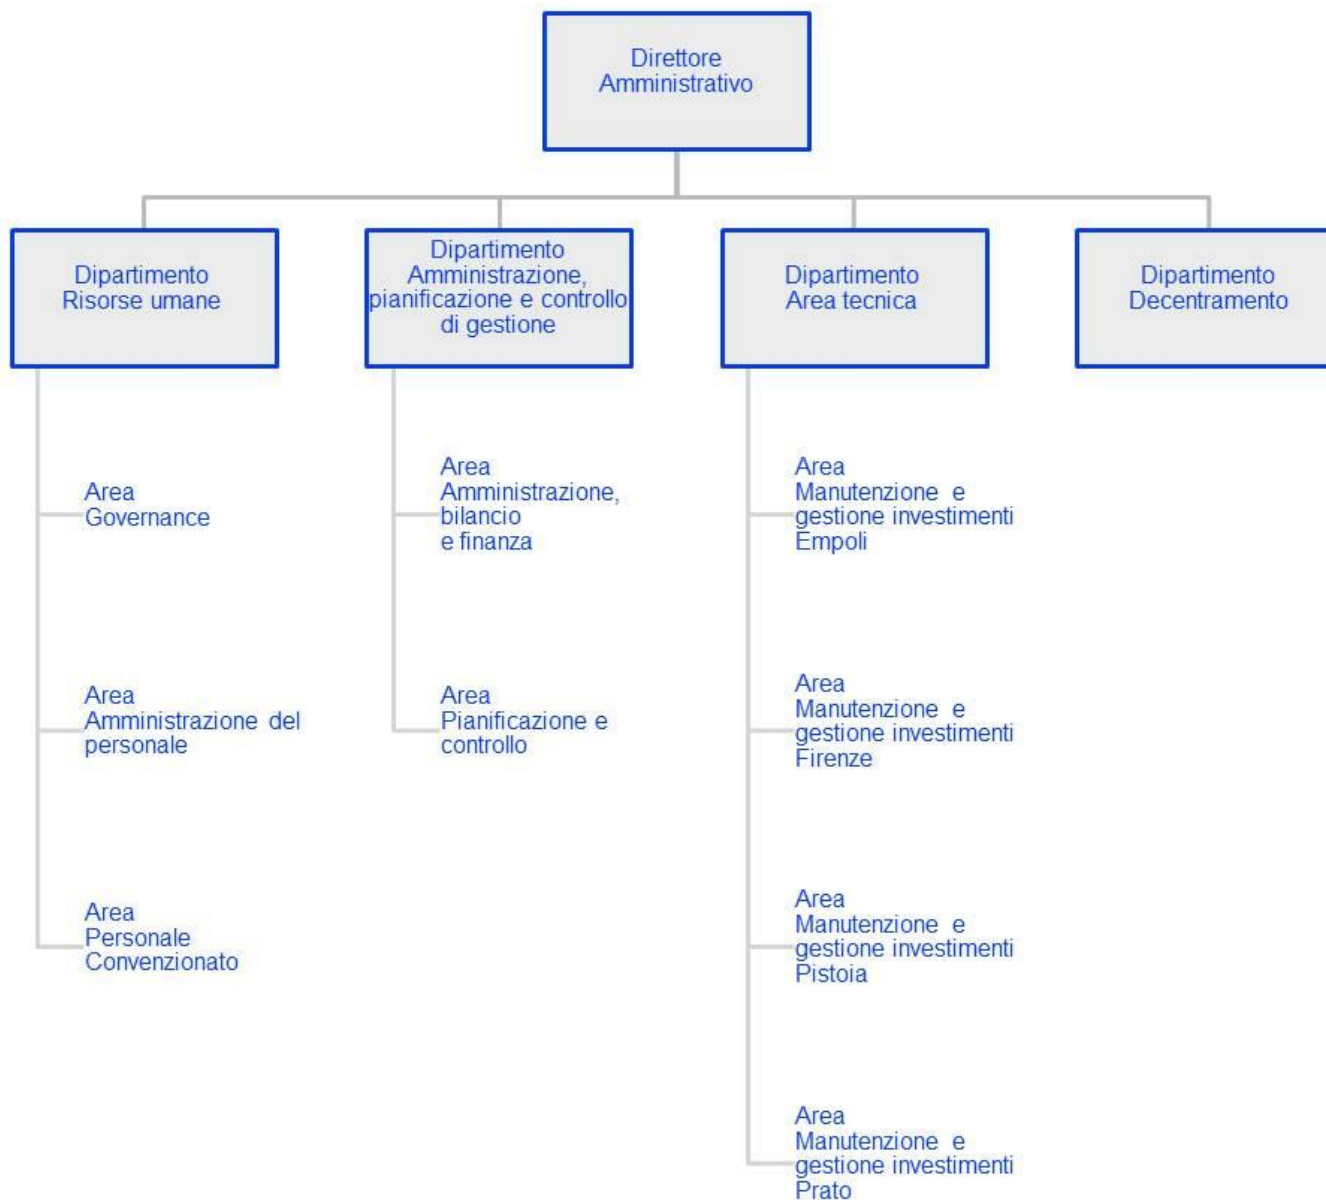 Direttore
Amministrativo
Dipartimento
Risorse umane
Dipartimento
Amministrazione,
pianificazione e controllo
di gestione
Dipartimento
Area tecnica
Dipartimento
Decentramento
Area
Governance
Area
Amministrazione del
personale
Area
Personale
Convenzionato
Area
Amministrazione,
bilancio
e finanza
Area
Pianificazione e
controllo
Area
Manutenzione e
gestione investimenti
Empoli
Area
Manutenzione e
gestione investimenti
Firenze
Area
Manutenzione e
gestione investimenti
Pistoia
Area
Manutenzione e
gestione investimenti
Prato